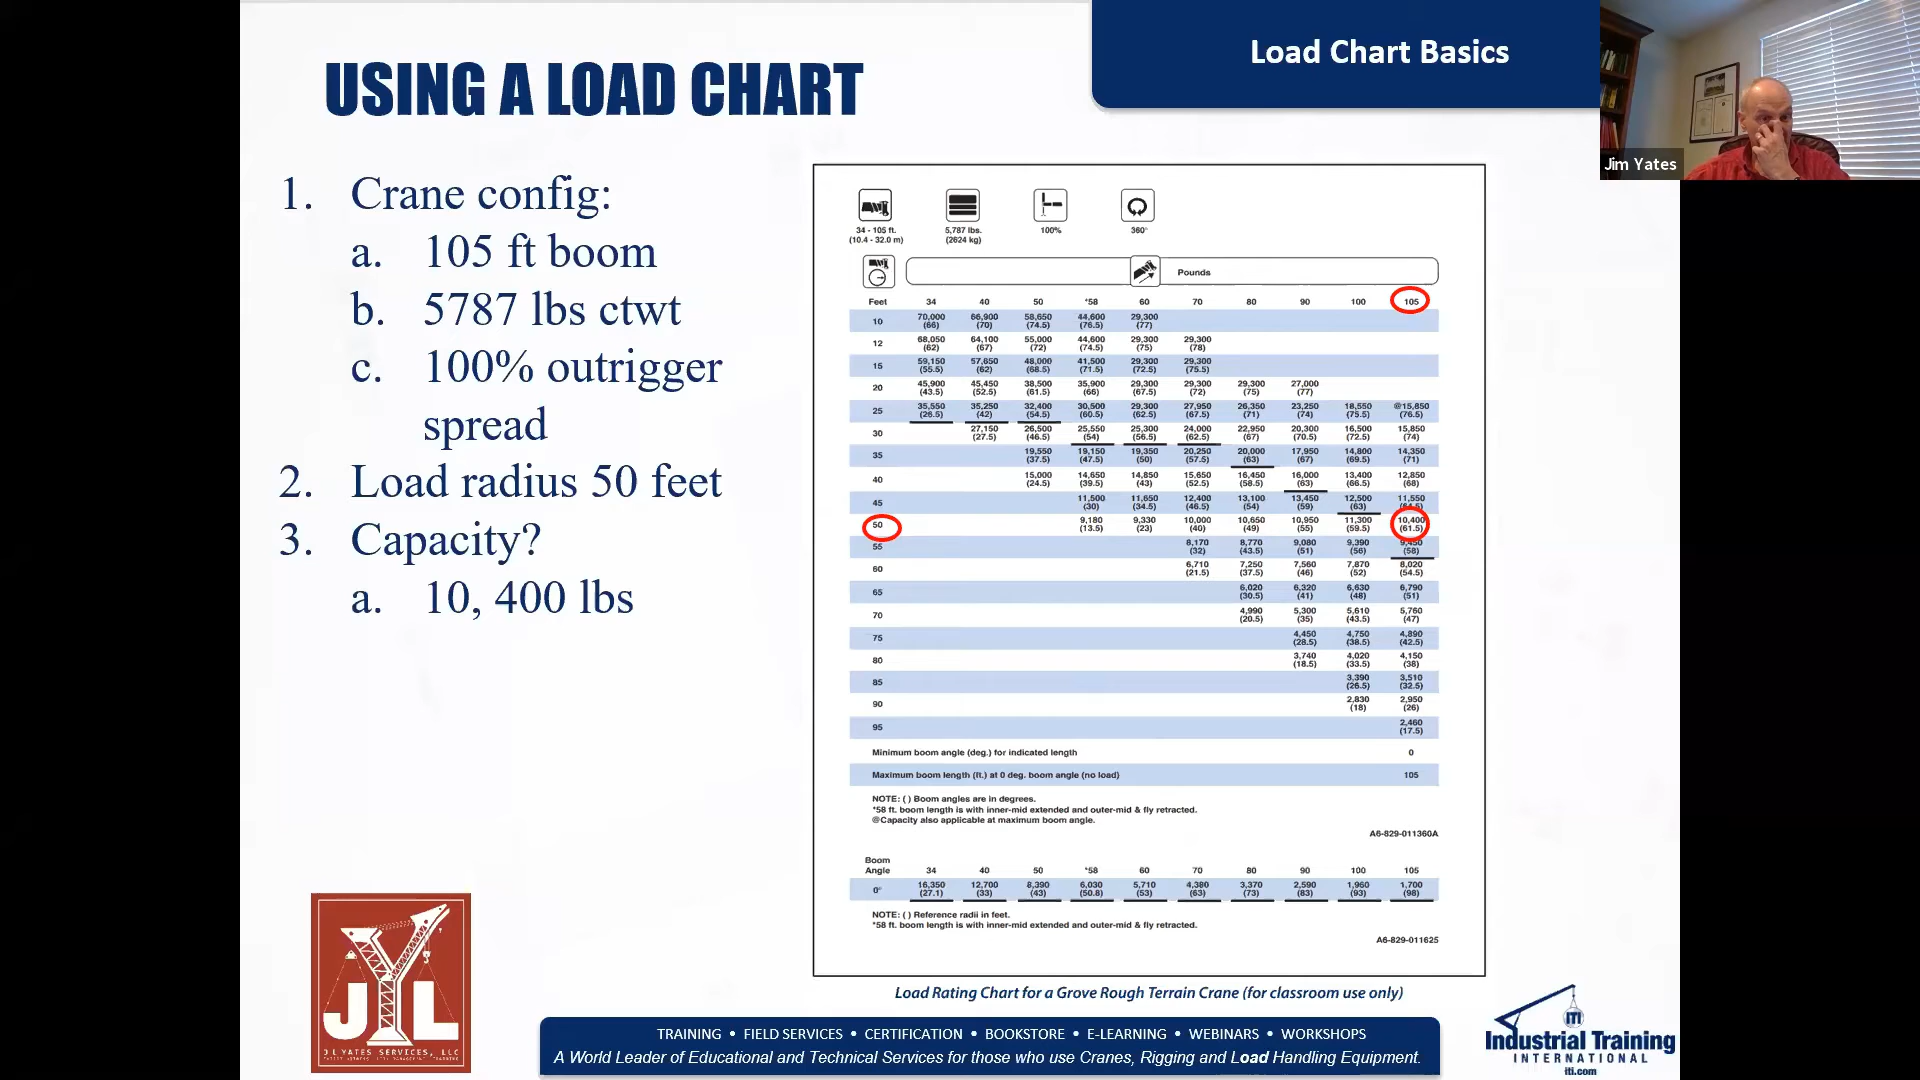 USING A LOAD CHART
Load Chart Basics
Jim Yates
1. Crane config:
a. 105 ft boom
b. 5787 lbs ctwt
c. 100% outrigger
spread
2. Load radius 50 feet
3. Capacity?
a. 10, 400 lbs
34 - 105 ft. 5,787 lbs. 100% 360°
(10.4 - 32.0 m) (2624 kg)
Pounds
Feet 34 40 50 *58 60 70 80 90 100 105
10 70,000 66,900 58,650 44,600 29,300
(66) (70) (74.5) (76.5) (77)
12 68,050 64,100 55,000 44,600 29,300 29,300
(62) (67) (72) (74.5) (75) (78)
15 59,150 57,650 48,000 41,500 29,300 29,300
(55.5) (62) (68.5) (71.5) (72.5) (75.5)
20 45,900 45,450 38,500 35,900 29,300 29,300 29,300 27,000
(43.5) (52.5) (61.5) (66) (67.5) (72) (75) (77)
25 35,550 35,250 32,400 30,500 29,300 27,950 26,350 23,250 18,550 @15,850
(26.5) (42) (54.5) (60.5) (62.5) (67.5) (71) (74) (75.5) (76.5)
30 27,150 26,500 25,550 25,300 24,000 22,950 20,300 16,500 15,850
(27.5) (46.5) (54) (56.5) (62.5) (67) (70.5) (72.5) (74)
35 19,550 19,150 19,350 20,250 20,000 17,950 14,800 14,350
(37.5) (47.5) (50) (57.5) (63) (67) (69.5) (71)
40 15,000 14,650 14,850 15,650 16,450 16,000 13,400 12,850
(24.5) (39.5) (43) (52.5) (58.5) (63) (66.5) (68)
45 11,500 11,650 12,400 13,100 13,450 12,500 11,550
(30) (34.5) (46.5) (54) (59) (63) (64.5)
50 9,180 9,330 10,000 10,650 10,950 11,300 10,400
(13.5) (23) (40) (49) (55) (59.5) (61.5)
55 8,170 8,770 9,080 9,390 9,450
(32) (43.5) (51) (56) (58)
60 6,710 7,250 7,560 7,870 8,020
(21.5) (37.5) (46) (52) (54.5)
65 6,020 6,320 6,630 6,790
(30.5) (41) (48) (51)
70 4,990 5,300 5,610 5,760
(20.5) (35) (43.5) (47)
75 4,450 4,750 4,890
(28.5) (38.5) (42.5)
80 3,740 4,020 4,150
(18.5) (33.5) (38)
85 3,390 3,510
(26.5) (32.5)
90 2,830 2,950
(18) (26)
95 2,460
(17.5)
Minimum boom angle (deg.) for indicated length 0
Maximum boom length (ft.) at 0 deg. boom angle (no load) 105
NOTE: ( ) Boom angles are in degrees.
*58 ft. boom length is with inner-mid extended and outer-mid & fly retracted.
@Capacity also applicable at maximum boom angle.
A6-829-011360A
Boom
Angle 34 40 50 *58 60 70 80 90 100 105
0° 16,350 12,700 8,390 6,030 5,710 4,380 3,370 2,590 1,960 1,700
(27.1) (33) (43) (50.8) (53) (63) (73) (83) (93) (98)
NOTE: ( ) Reference radii in feet.
*58 ft. boom length is with inner-mid extended and outer-mid & fly retracted.
A6-829-011625
Load Rating Chart for a Grove Rough Terrain Crane (for classroom use only)
JYL
J L YATES SERVICES, LLC
TRAINING • FIELD SERVICES • CERTIFICATION • BOOKSTORE • E-LEARNING • WEBINARS • WORKSHOPS
A World Leader of Educational and Technical Services for those who use Cranes, Rigging and Load Handling Equipment.
ITI
Industrial Training
INTERNATIONAL
iti.com